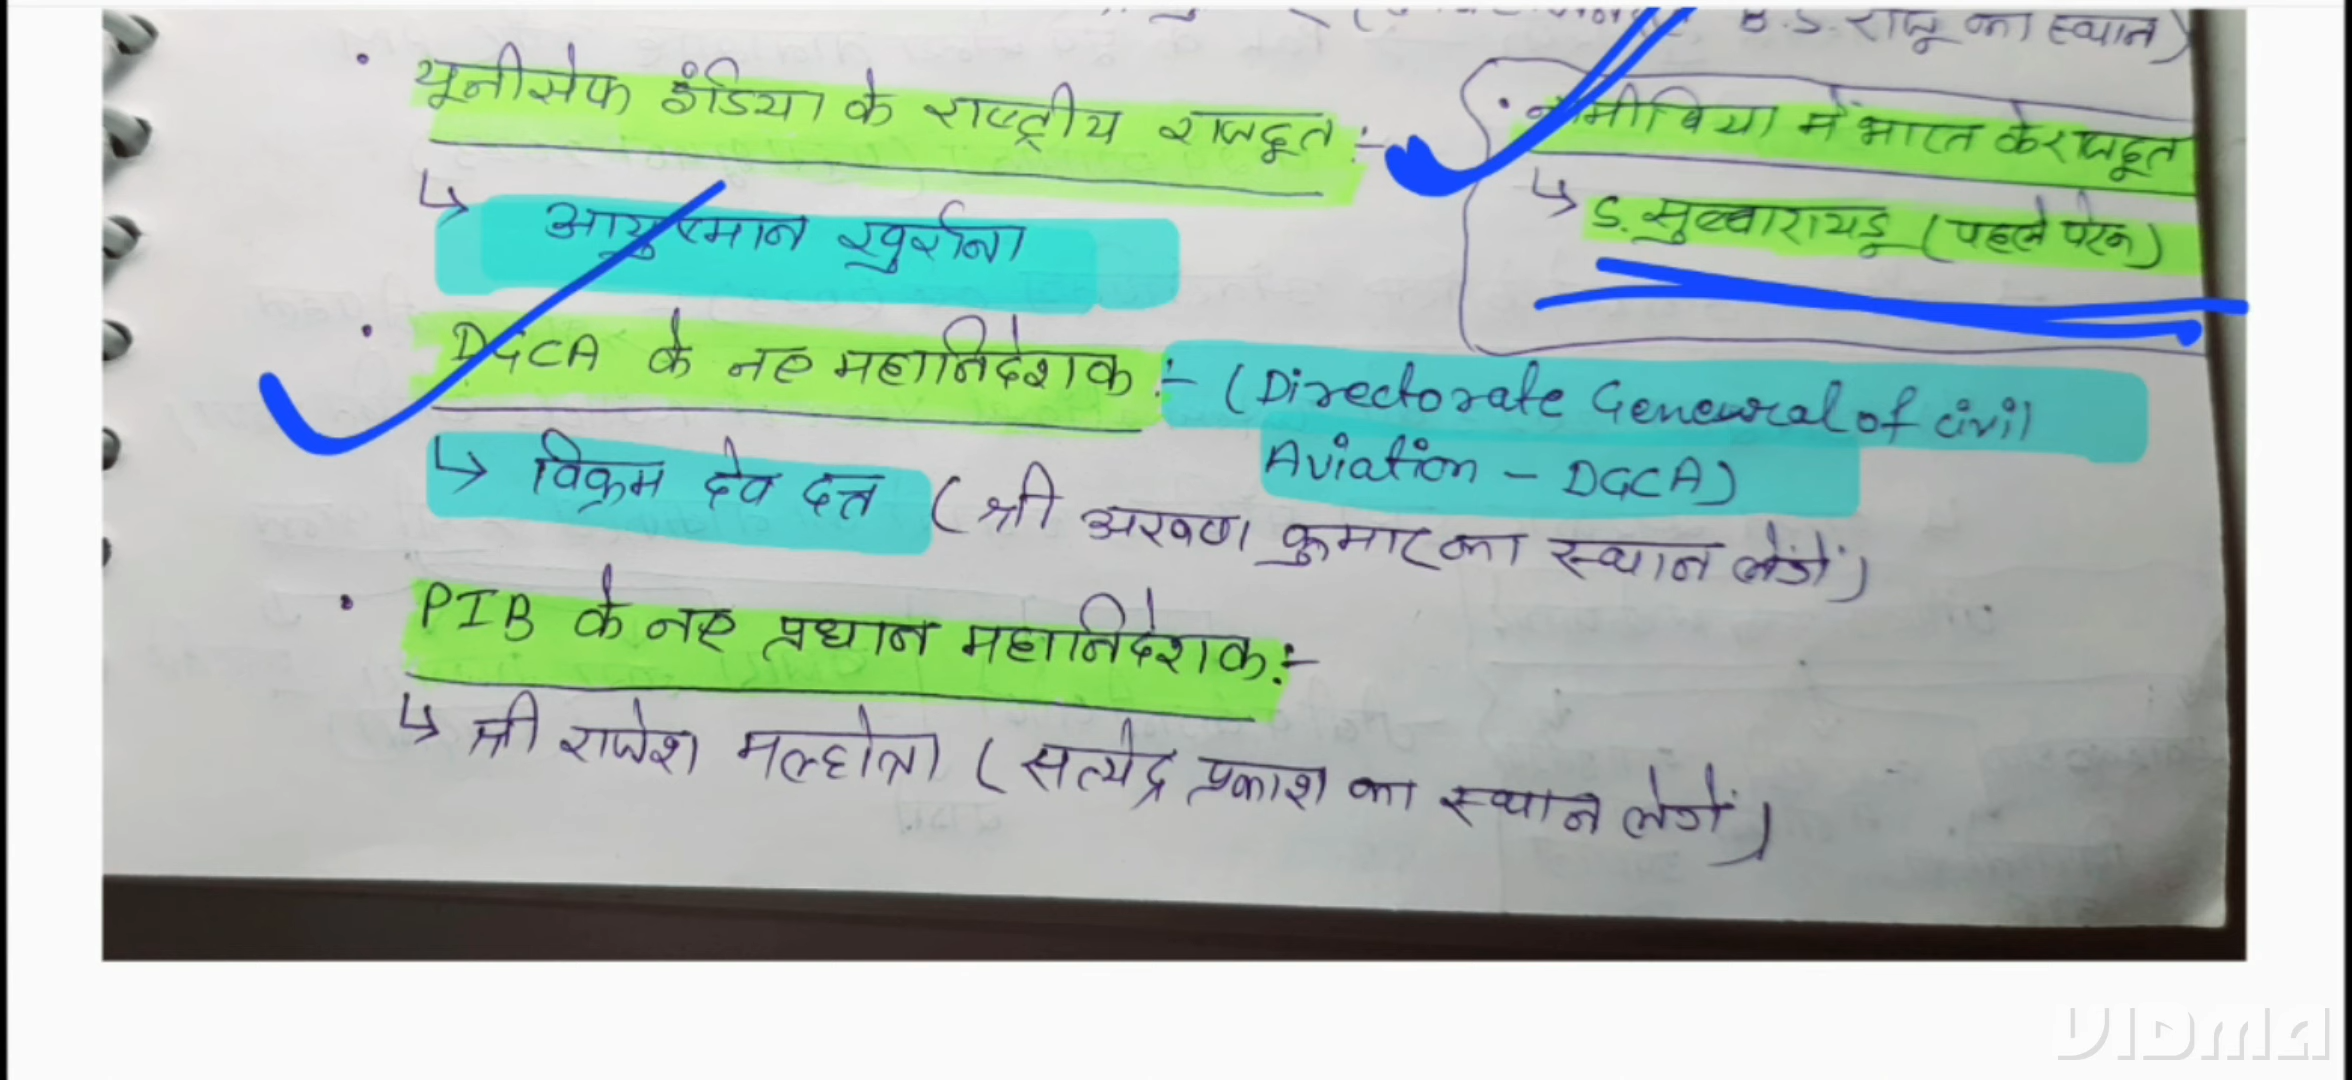 B.S. राजू का स्थान)
• यूनीसेफ इंडिया के राष्ट्रीय राजदूत :-
↳ आयुष्मान खुराना
• नामीबिया में भारत के राजदूत
↳ S. सुब्बारायडू (पहले पेरू)
• DGCA के नए महानिदेशक :- (Directorate General of civil
Aviation - DGCA)
↳ विक्रम देव दत्त (श्री अरुण कुमार का स्थान लेंगें)
• PIB के नए प्रधान महानिदेशक :-
↳ श्री राजेश मल्होत्रा (सत्येंद्र प्रकाश का स्थान लेगें)
VIDMA